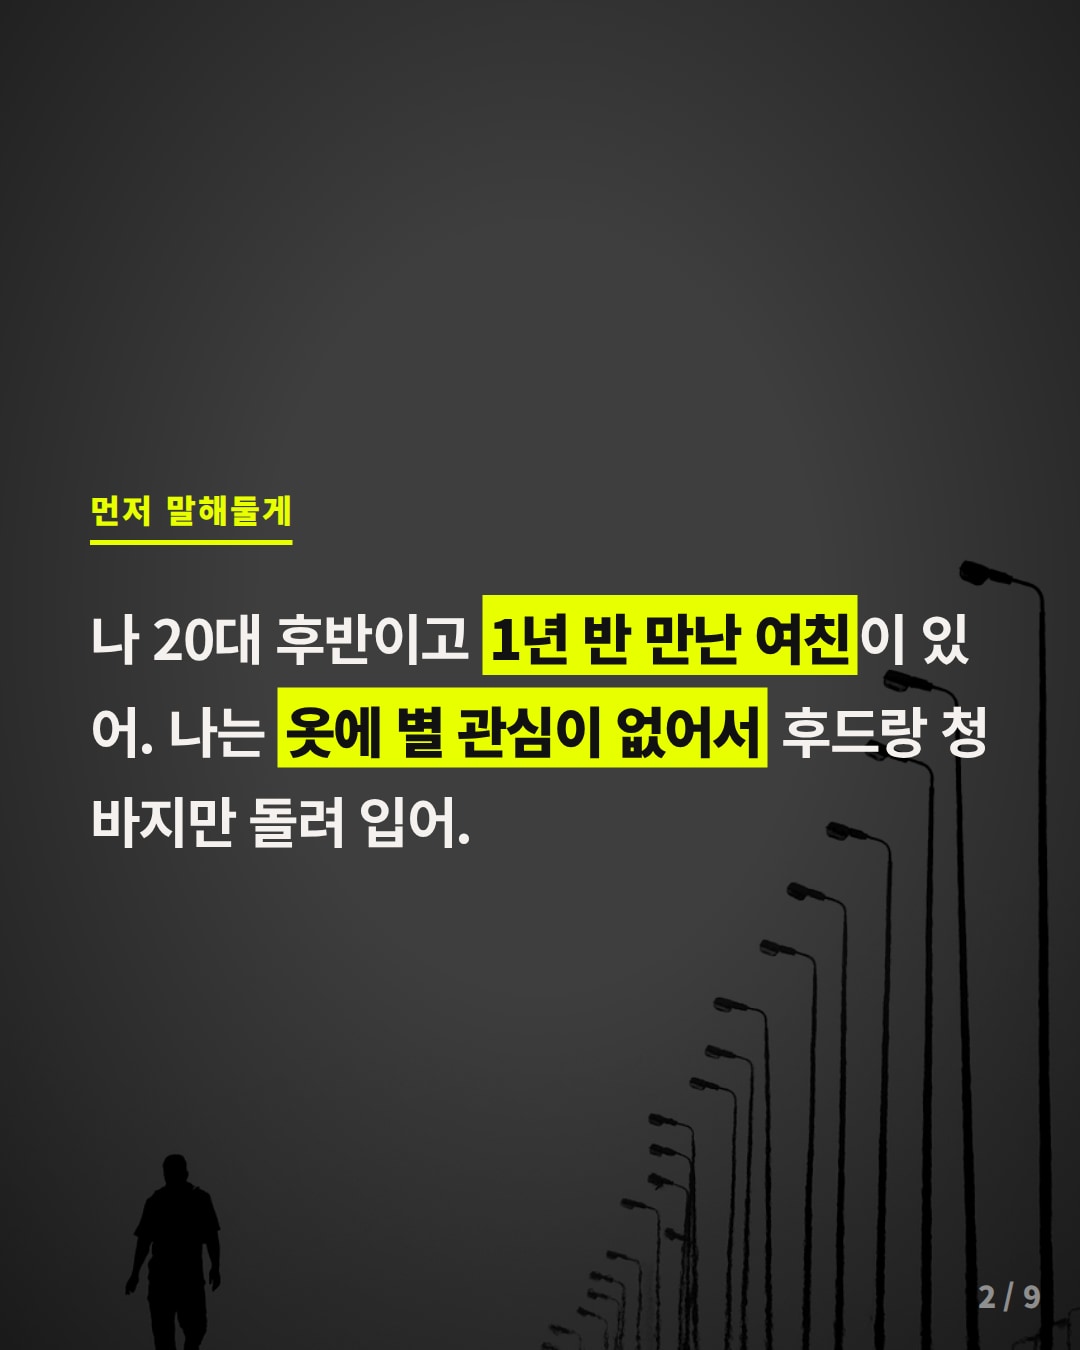 먼저 말해둘게
나 20대 후반이고 1년 반 만난 여친이 있
어. 나는 옷에 별 관심이 없어서 후드랑 청
바지만 돌려 입어.
2 / 9